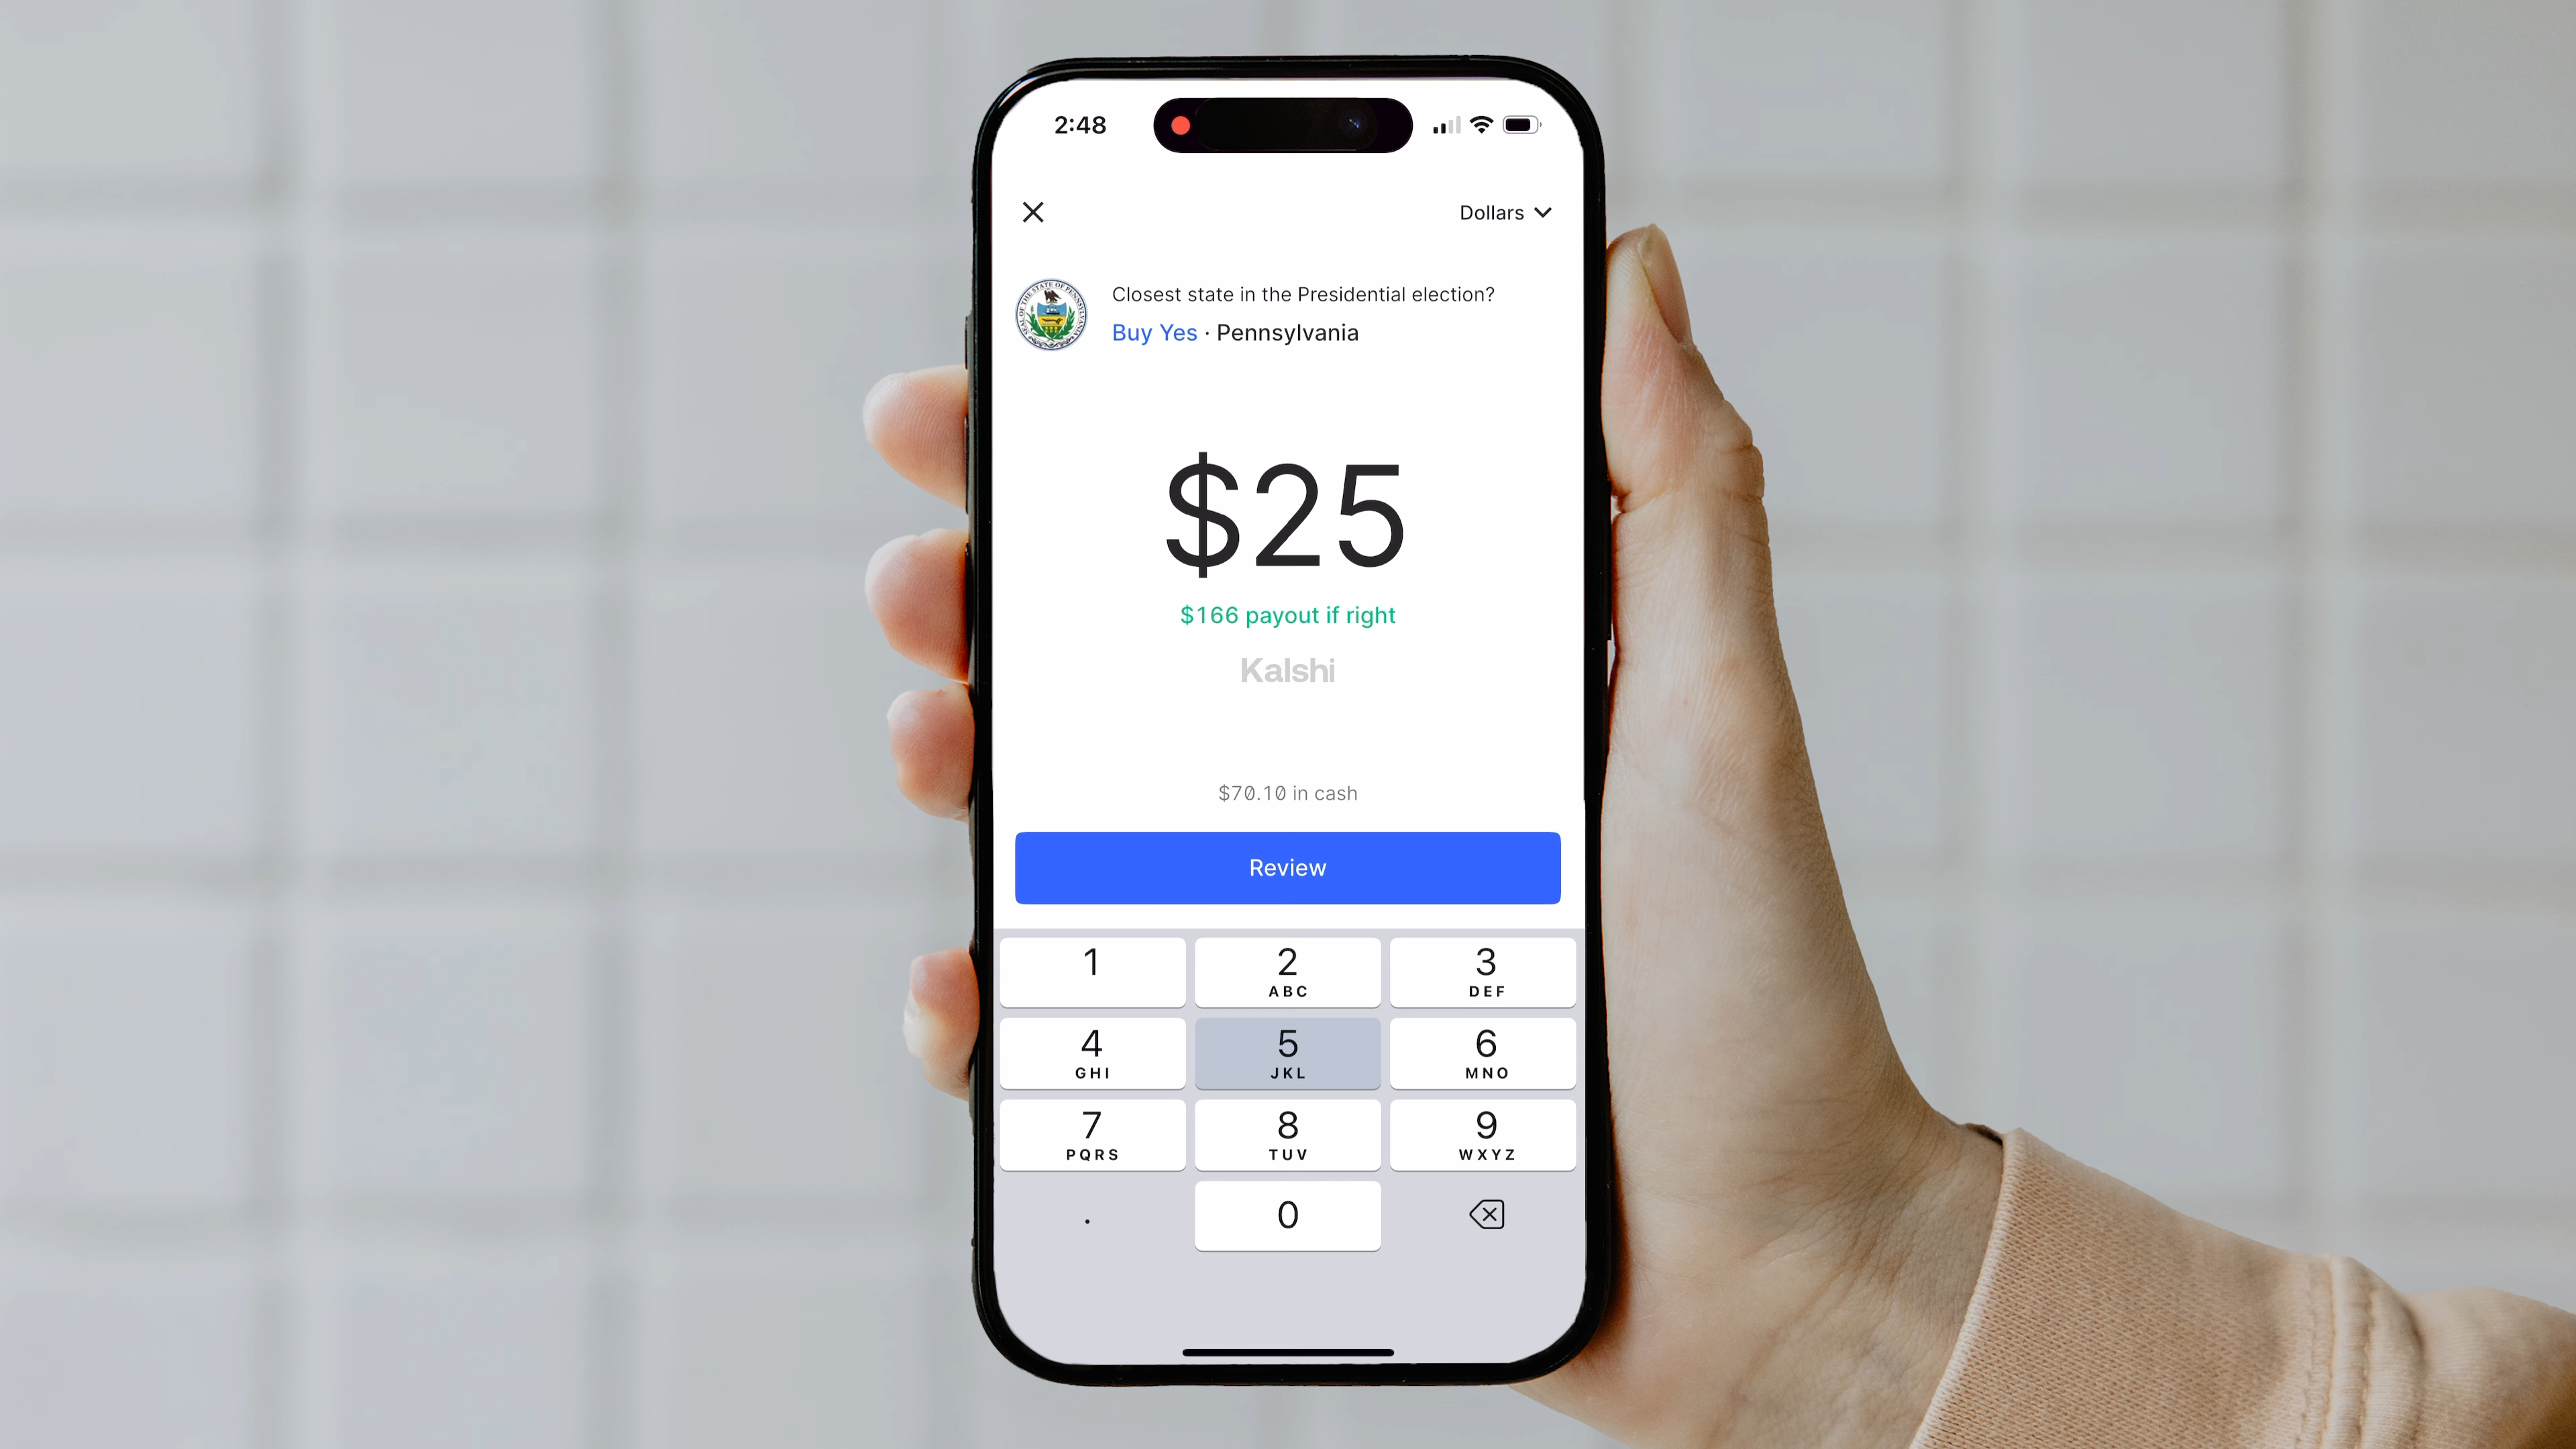 2:48
Dollars
Closest state in the Presidential election?
Buy Yes · Pennsylvania
$25
$166 payout if right
Kalshi
$70.10 in cash
Review
1
2
ABC
3
DEF
4
GHI
5
JKL
6
MNO
7
PQRS
8
TUV
9
WXYZ
.
0